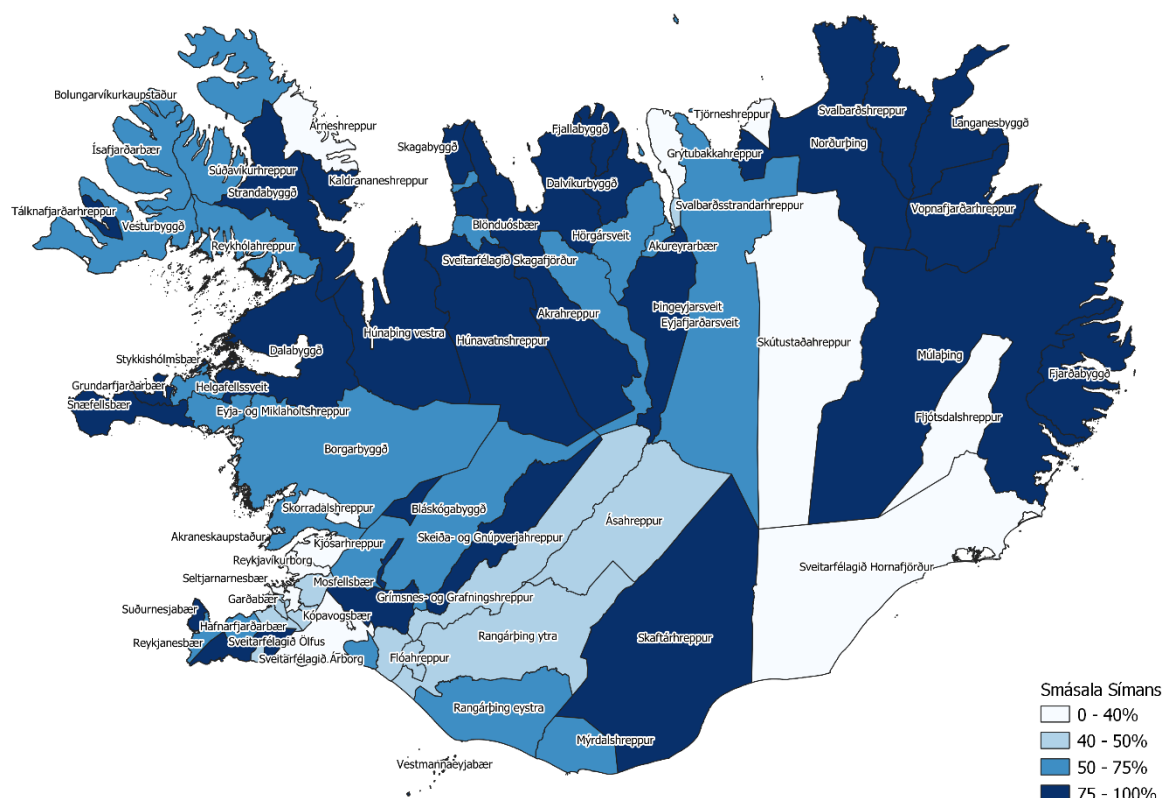 Bolungarvíkurkaupstaður
Árneshreppur
Tjörneshreppur
Svalbarðshreppur
Langanesbyggð
Fjallabyggð
Norðurþing
Skagabyggð
Grýtubakkahreppur
Ísafjarðarbær
Súðavíkurhreppur
Kaldrananeshreppur
Dalvíkurbyggð
Strandabyggð
Tálknafjarðarhreppur
Svalbarðsstrandarhreppur
Vopnafjarðarhreppur
Vesturbyggð
Blönduósbær
Hörgársveit
Reykhólahreppur
Akureyrarbær
Sveitarfélagið Skagafjörður
Þingeyjarsveit
Akrahreppur
Eyjafjarðarsveit
Húnaþing vestra
Húnavatnshreppur
Skútustaðahreppur
Dalabyggð
Múlaþing
Stykkishólmsbær
Fjarðabyggð
Grundarfjarðarbær
Helgafellssveit
Snæfellsbær
Eyja- og Miklaholtshreppur
Fljótsdalshreppur
Borgarbyggð
Skorradalshreppur
Bláskógabyggð
Ásahreppur
Akraneskaupstaður
Skeiða- og Gnúpverjahreppur
Kjósarhreppur
Reykjavíkurborg
Sveitarfélagið Hornafjörður
Seltjarnarnesbær
Mosfellsbær
Garðabær
Grímsnes- og Grafningshreppur
Suðurnesjabær
Kópavogsbær
Hafnarfjarðarbær
Reykjanesbær
Sveitarfélagið Ölfus
Rangárþing ytra
Skaftárhreppur
Sveitarfélagið Árborg
Flóahreppur
Rangárþing eystra
Mýrdalshreppur
Vestmannaeyjabær
Smásala Símans
0 - 40%
40 - 50%
50 - 75%
75 - 100%